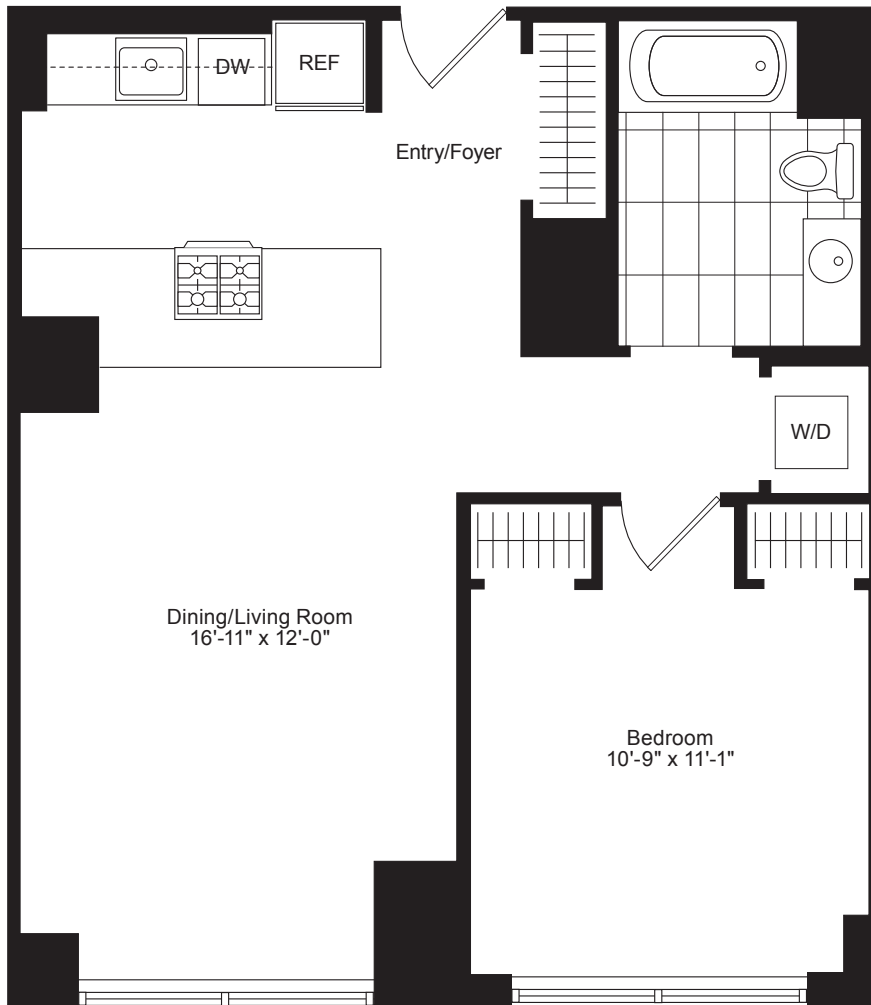 DW
REF
Entry/Foyer
W/D
Dining/Living Room
16'-11" x 12'-0"
Bedroom
10'-9" x 11'-1"